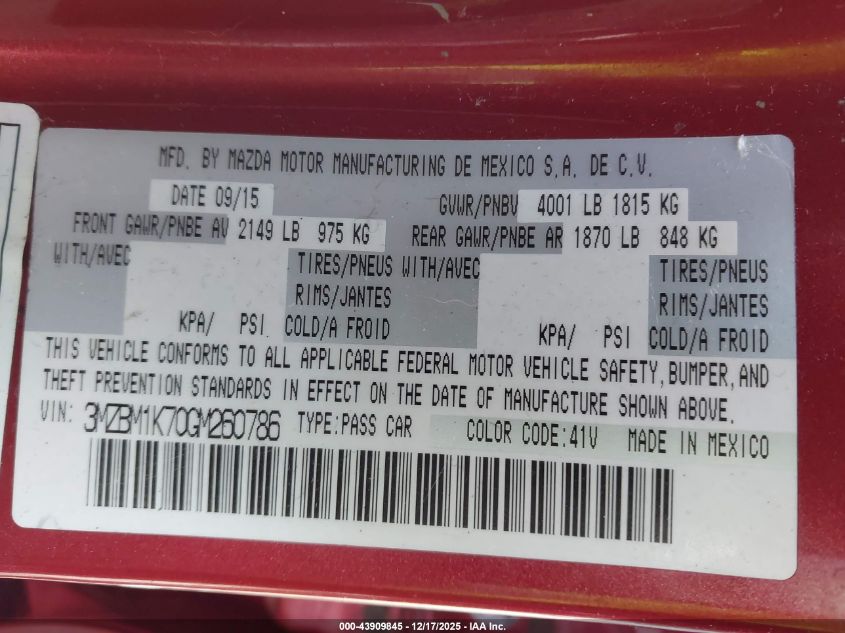 MFD. BY MAZDA MOTOR MANUFACTURING DE MEXICO S.A. DE C.V.
DATE 09/15 GVWR/PNBV 4001 LB 1815 KG
FRONT GAWR/PNBE AV 2149 LB 975 KG REAR GAWR/PNBE AR 1870 LB 848 KG
WITH/AVEC TIRES/PNEUS WITH/AVEC TIRES/PNEUS
RIMS/JANTES RIMS/JANTES
KPA/ PSI COLD/A FROID KPA/ PSI COLD/A FROID
THIS VEHICLE CONFORMS TO ALL APPLICABLE FEDERAL MOTOR VEHICLE SAFETY, BUMPER, AND
THEFT PREVENTION STANDARDS IN EFFECT ON THE DATE OF MANUFACTURE SHOWN ABOVE.
VIN: 3MZBM1K70GM260786 TYPE:PASS CAR COLOR CODE:41V MADE IN MEXICO
000-43909845 - 12/17/2025 - IAA Inc.